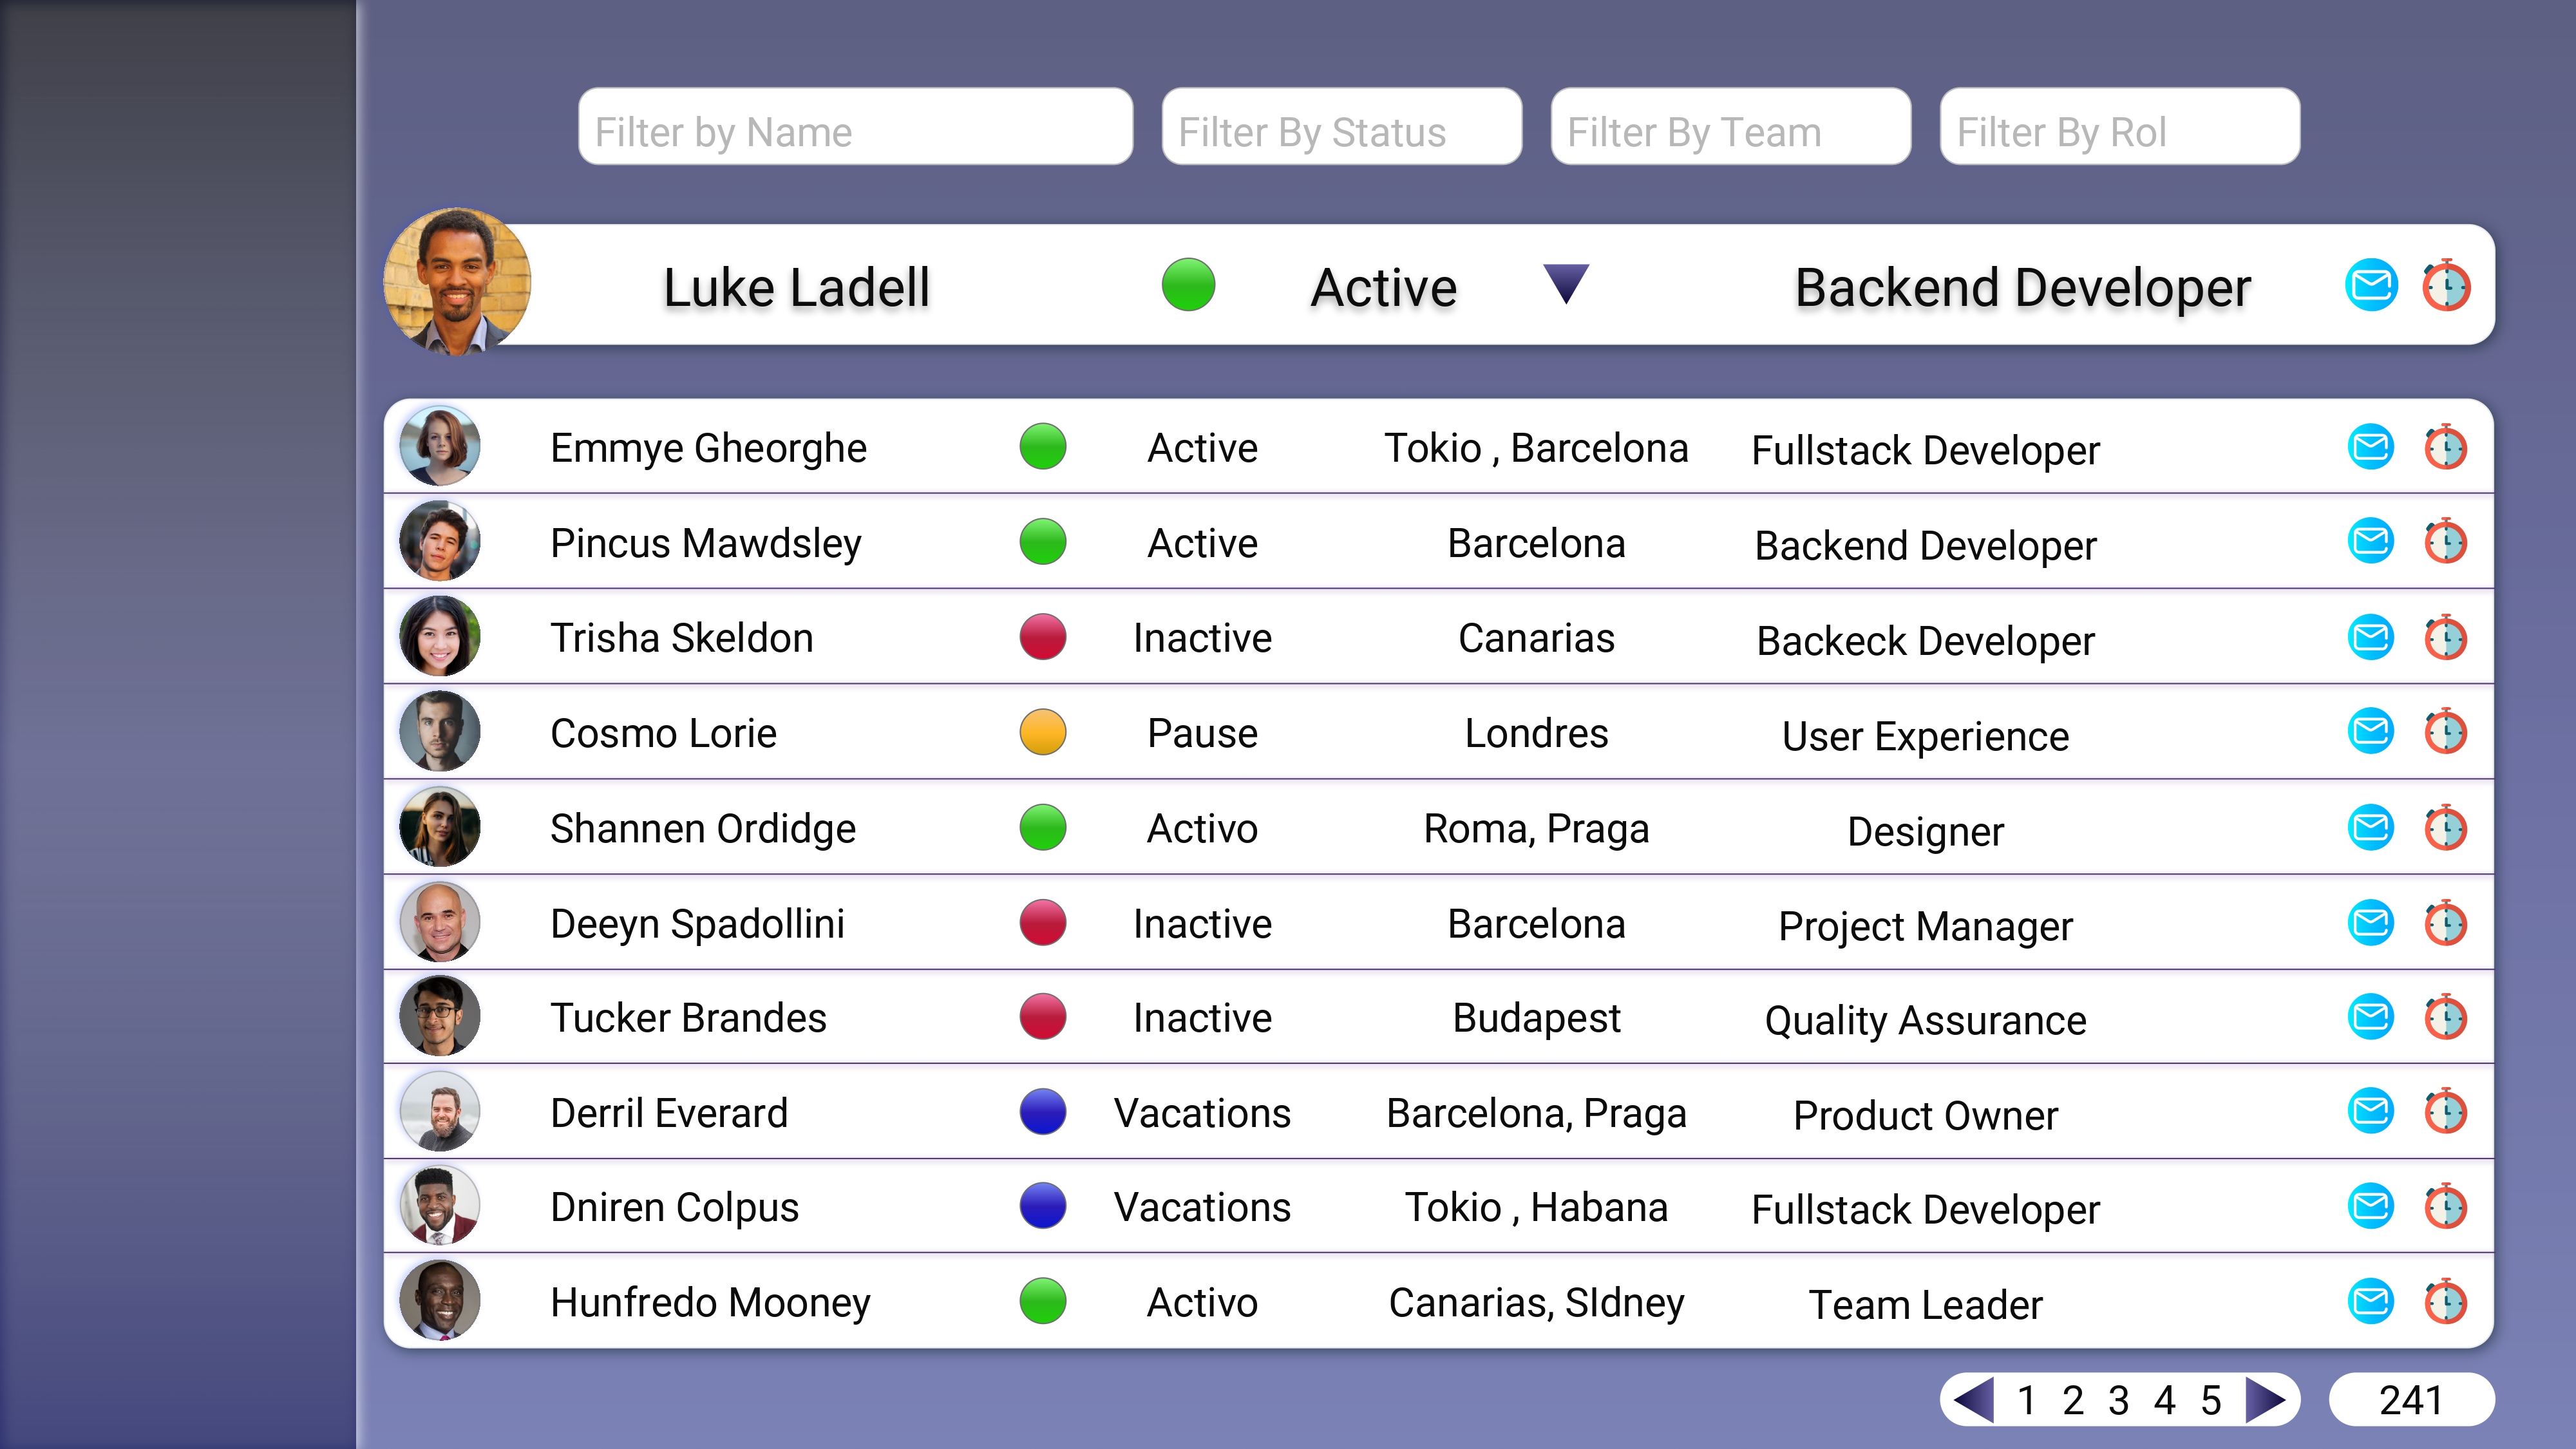 Filter by Name Filter By Status Filter By Team Filter By Rol
Luke Ladell Active Backend Developer
Emmye Gheorghe Active Tokio , Barcelona Fullstack Developer
Pincus Mawdsley Active Barcelona Backend Developer
Trisha Skeldon Inactive Canarias Backeck Developer
Cosmo Lorie Pause Londres User Experience
Shannen Ordidge Activo Roma, Praga Designer
Deeyn Spadollini Inactive Barcelona Project Manager
Tucker Brandes Inactive Budapest Quality Assurance
Derril Everard Vacations Barcelona, Praga Product Owner
Dniren Colpus Vacations Tokio , Habana Fullstack Developer
Hunfredo Mooney Activo Canarias, SIdney Team Leader
1 2 3 4 5 241